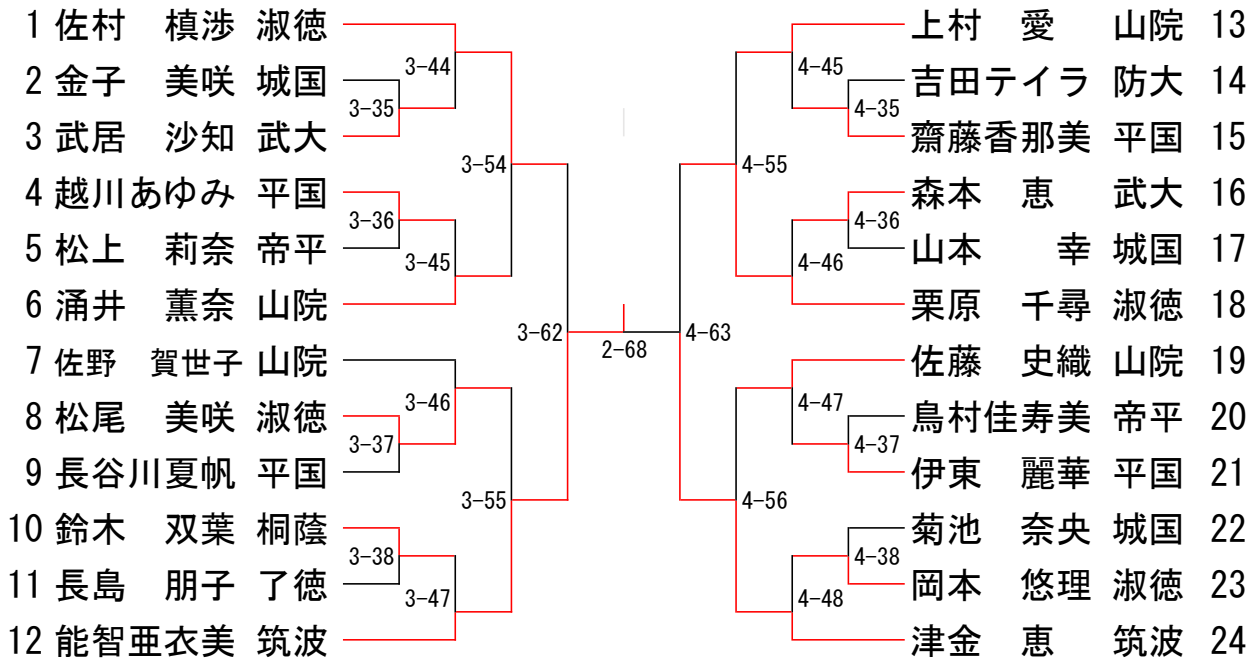 1 佐村　槙渉 淑徳
2 金子　美咲 城国
3 武居　沙知 武大
4 越川あゆみ 平国
5 松上　莉奈 帝平
6 涌井　薫奈 山院
7 佐野　賀世子 山院
8 松尾　美咲 淑徳
9 長谷川夏帆 平国
10 鈴木　双葉 桐蔭
11 長島　朋子 了徳
12 能智亜衣美 筑波
3-44
3-35
3-54
3-36
3-45
3-62
3-46
3-37
3-55
3-38
3-47
2-68
4-45
4-35
4-55
4-36
4-46
4-63
4-47
4-37
4-56
4-38
4-48
上村　愛　山院 13
吉田テイラ 防大 14
齋藤香那美 平国 15
森本　恵　武大 16
山本　幸 城国 17
栗原　千尋 淑徳 18
佐藤　史織 山院 19
鳥村佳寿美 帝平 20
伊東　麗華 平国 21
菊池　奈央 城国 22
岡本　悠理 淑徳 23
津金　恵　筑波 24